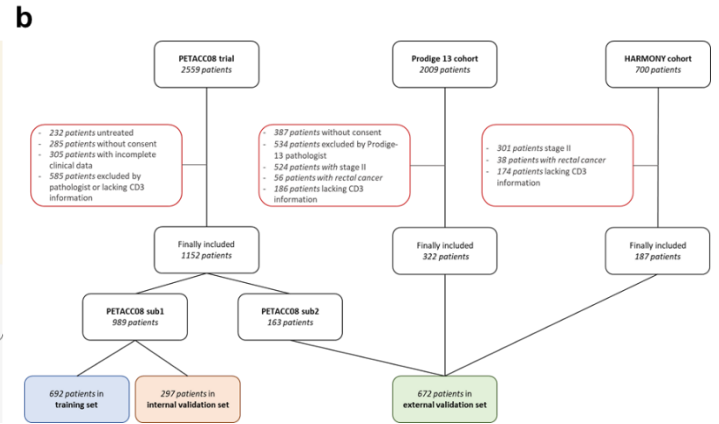 b
PETACC08 trial
2559 patients
Prodige 13 cohort
2009 patients
HARMONY cohort
700 patients
- 232 patients untreated
- 285 patients without consent
- 305 patients with incomplete
clinical data
- 585 patients excluded by
pathologist or lacking CD3
information
- 387 patients without consent
- 534 patients excluded by Prodige-
13 pathologist
- 524 patients with stage II
- 56 patients with rectal cancer
- 186 patients lacking CD3
information
- 301 patients stage II
- 38 patients with rectal cancer
- 174 patients lacking CD3
information
Finally included
1152 patients
Finally included
322 patients
Finally included
187 patients
PETACC08 sub1
989 patients
PETACC08 sub2
163 patients
692 patients in
training set
297 patients in
internal validation set
672 patients in
external validation set